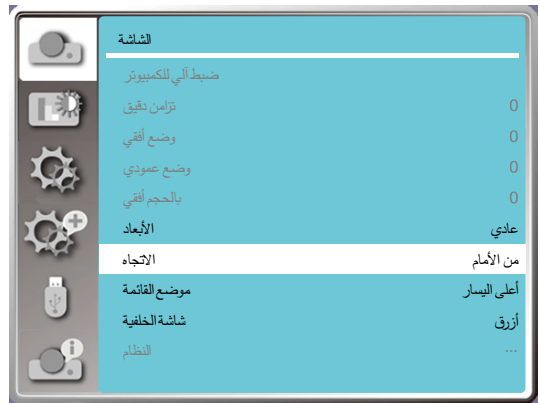 الشاشة
ضبط آلي للكمبيوتر
تزامن دقيق 0
وضع أفقي 0
وضع عمودي 0
بالحجم أفقي 0
الأبعاد عادي
الاتجاه من الأمام
موضع القائمة أعلى اليسار
شاشة الخلفية أزرق
النظام ...